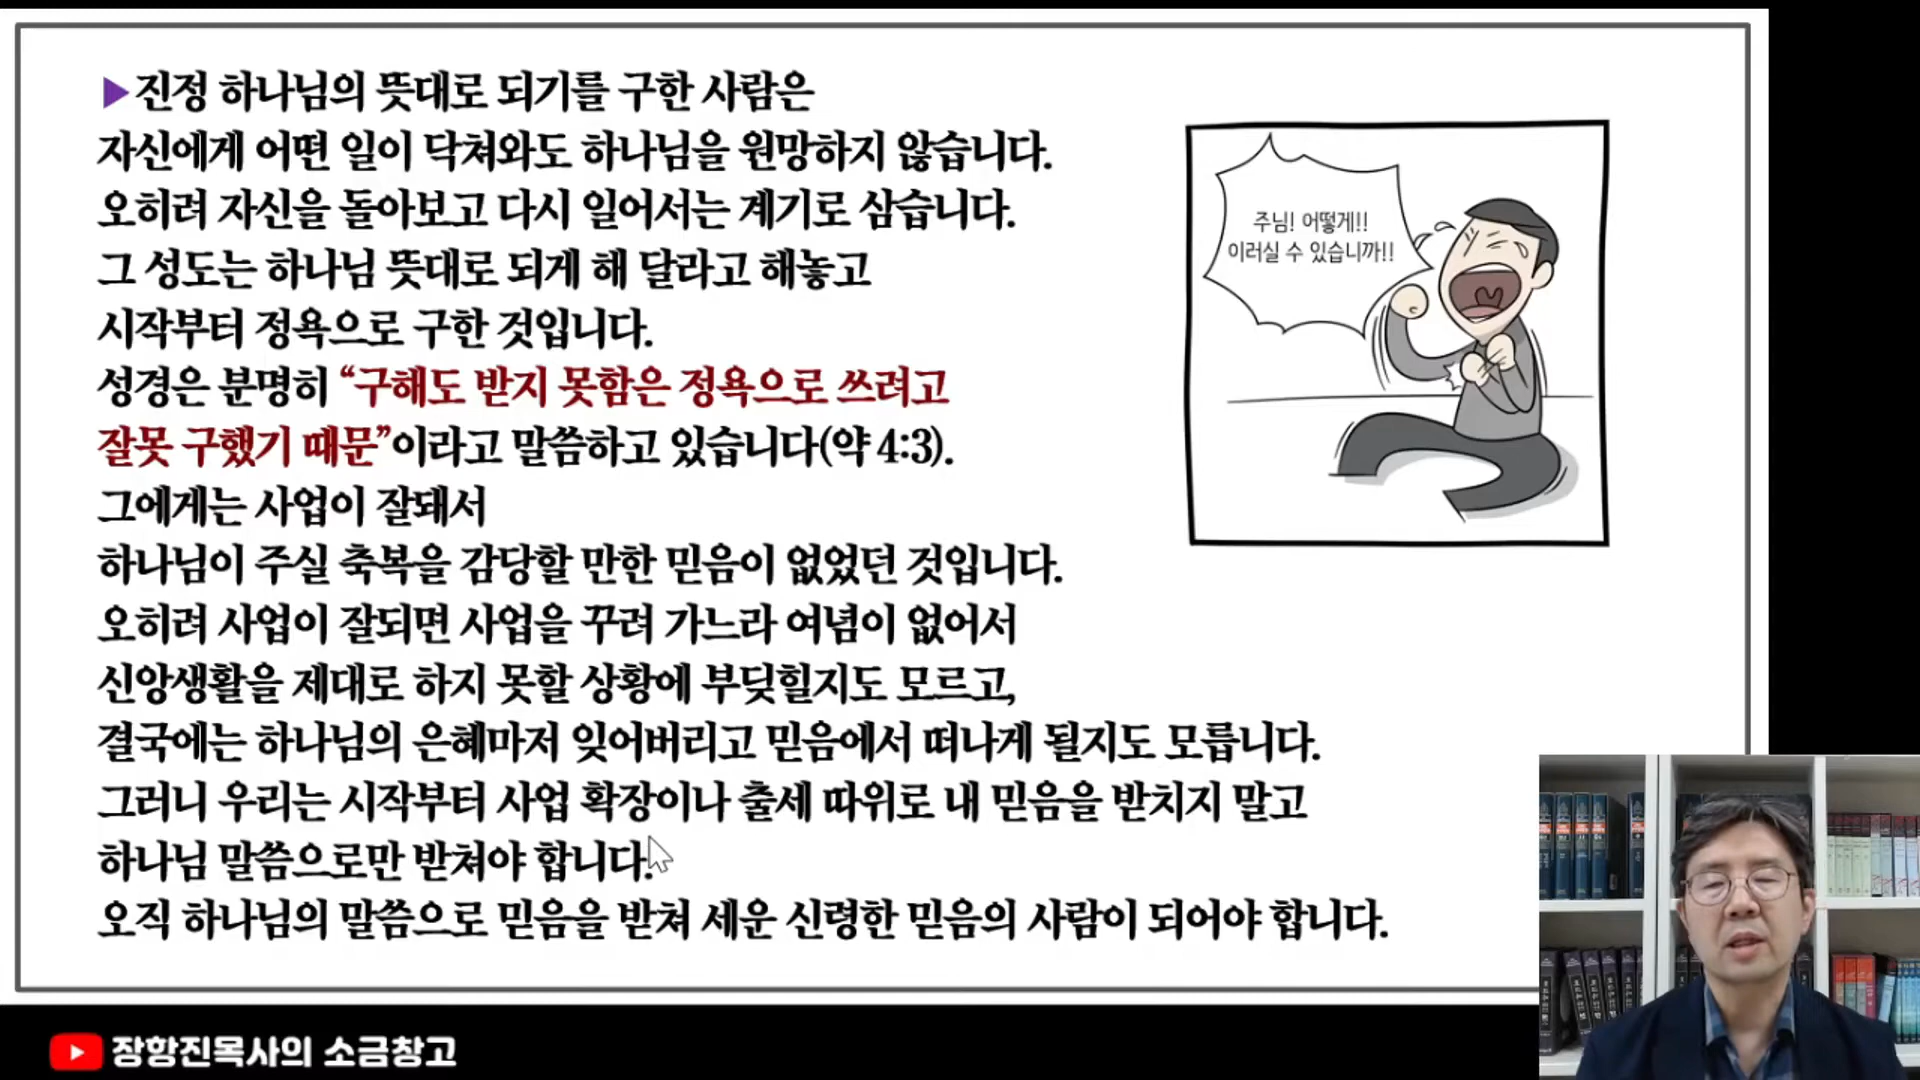 ▶진정 하나님의 뜻대로 되기를 구한 사람은
자신에게 어떤 일이 닥쳐와도 하나님을 원망하지 않습니다.
오히려 자신을 돌아보고 다시 일어서는 계기로 삼습니다.
그 성도는 하나님 뜻대로 되게 해 달라고 해놓고
시작부터 정욕으로 구한 것입니다.
성경은 분명히 “구해도 받지 못함은 정욕으로 쓰려고
잘못 구했기 때문”이라고 말씀하고 있습니다(약 4:3).
그에게는 사업이 잘돼서
하나님이 주실 축복을 감당할 만한 믿음이 없었던 것입니다.
오히려 사업이 잘되면 사업을 꾸려 가느라 여념이 없어서
신앙생활을 제대로 하지 못할 상황에 부딪힐지도 모르고,
결국에는 하나님의 은혜마저 잊어버리고 믿음에서 떠나게 될지도 모릅니다.
그러니 우리는 시작부터 사업 확장이나 출세 따위로 내 믿음을 받치지 말고
하나님 말씀으로만 받쳐야 합니다.
오직 하나님의 말씀으로 믿음을 받쳐 세운 신령한 믿음의 사람이 되어야 합니다.
주님! 어떻게!!
이러실 수 있습니까!!
장항진목사의 소금창고